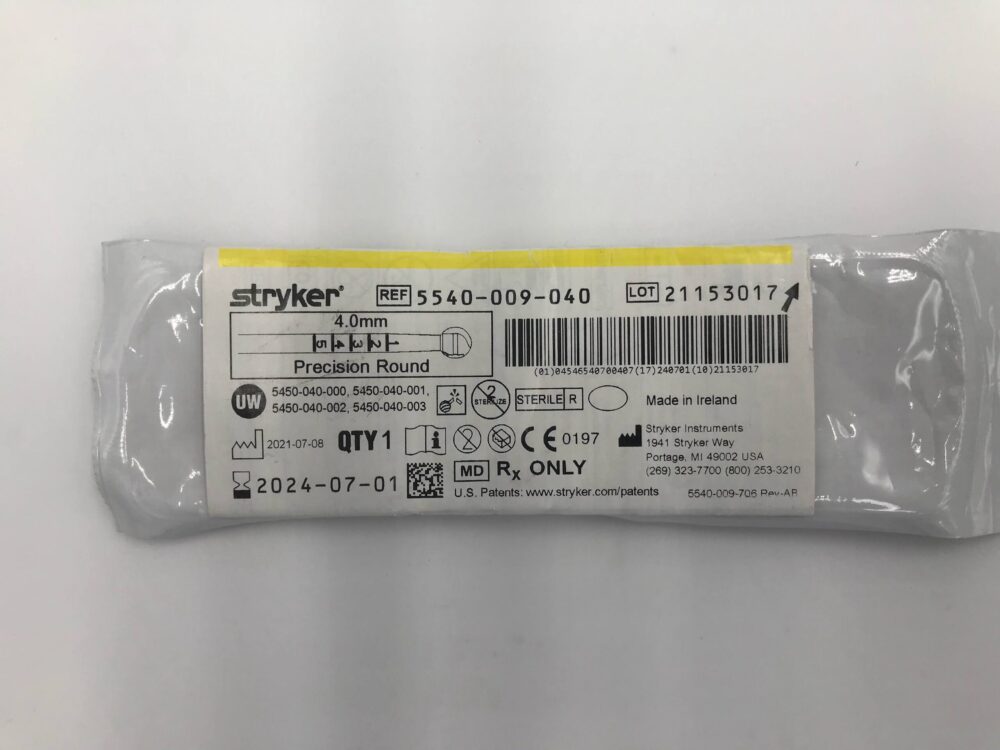 stryker® REF 5540-009-040 LOT 21153017
4.0mm
5 4 3 2 1
Precision Round
(01)04546540700407(17)240701(10)21153017
UW 5450-040-000, 5450-040-001,
5450-040-002, 5450-040-003
2 STERILIZE STERILE R Made in Ireland
2021-07-08 QTY 1 i 2 CE 0197
Stryker Instruments
1941 Stryker Way
Portage, MI 49002 USA
(269) 323-7700 (800) 253-3210
2024-07-01 MD Rx ONLY
U.S. Patents: www.stryker.com/patents 5540-009-706 Rev-AB